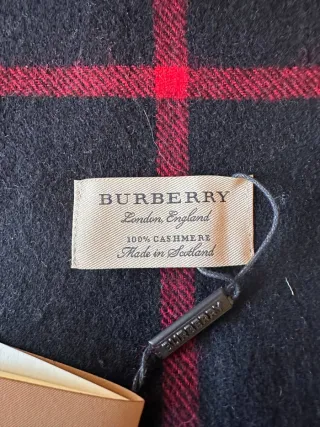 BURBERRY
London, England
100% CASHMERE
Made in Scotland
BURBERRY